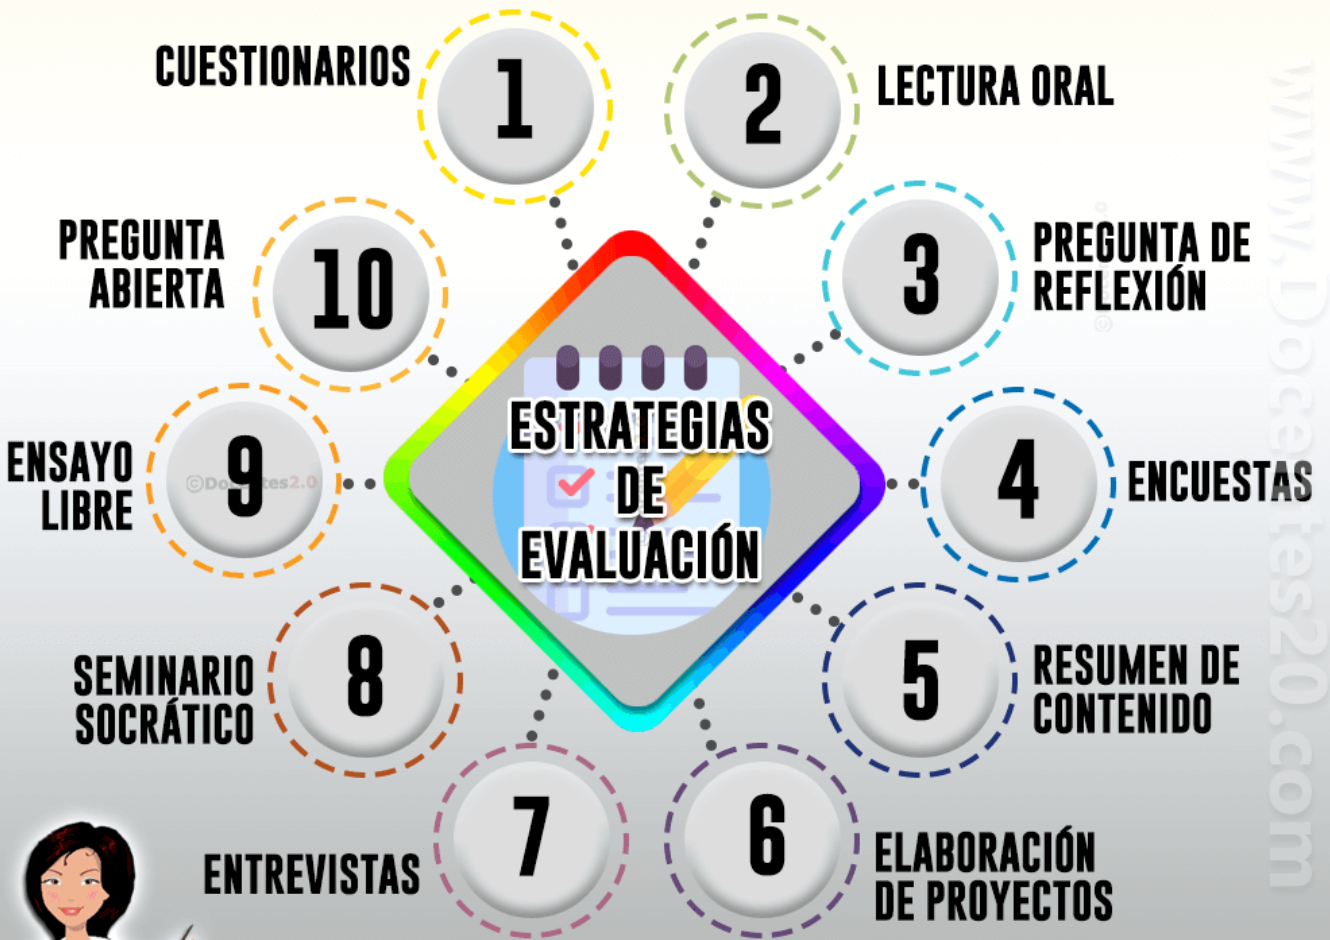 CUESTIONARIOS
1
2
LECTURA ORAL
3
PREGUNTA DE
REFLEXIÓN
4
ENCUESTAS
5
RESUMEN DE
CONTENIDO
6
ELABORACIÓN
DE PROYECTOS
7
ENTREVISTAS
8
SEMINARIO
SOCRÁTICO
9
ENSAYO
LIBRE
10
PREGUNTA
ABIERTA
ESTRATEGIAS
DE
EVALUACIÓN
www.Docentes20.com